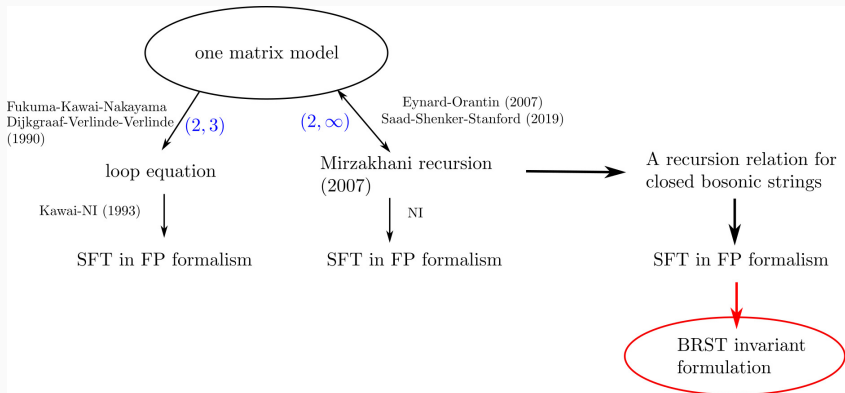 one matrix model
Fukuma-Kawai-Nakayama
Dijkgraaf-Verlinde-Verlinde
(1990)
(2, 3)
(2, ∞)
Eynard-Orantin (2007)
Saad-Shenker-Stanford (2019)
loop equation
Mirzakhani recursion
(2007)
A recursion relation for
closed bosonic strings
Kawai-NI (1993)
NI
SFT in FP formalism
SFT in FP formalism
SFT in FP formalism
BRST invariant
formulation